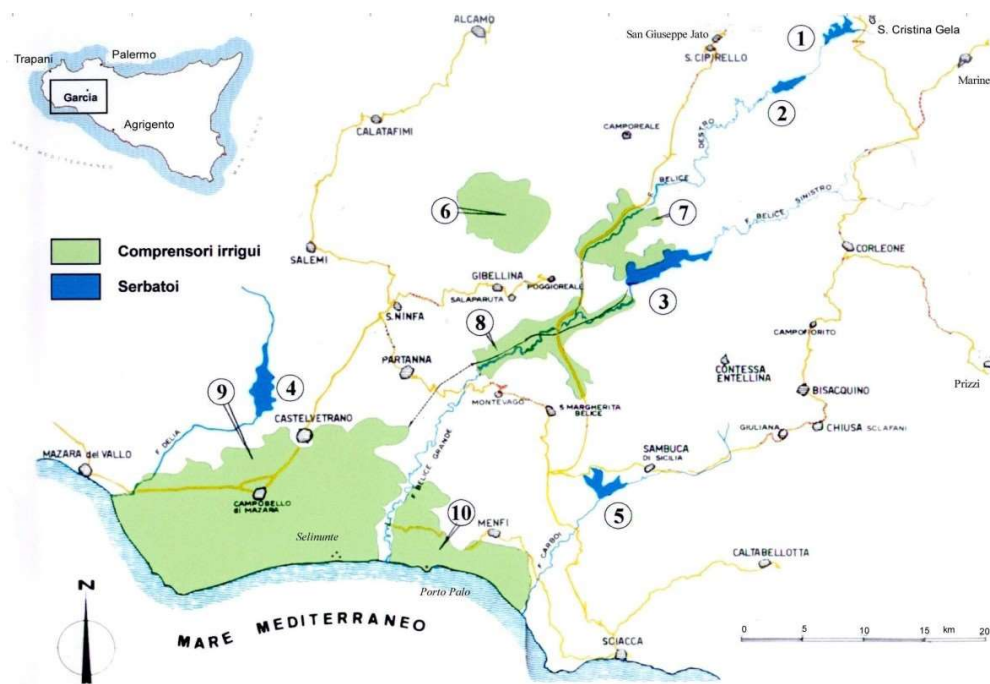 Trapani
Palermo
Garcia
Agrigento
MARE MEDITERRANEO
Comprensori irrigui
Serbatoi
ALCAMO
San Giuseppe Jato
S. CIPIRELLO
1
S. Cristina Gela
Marine
2
CALATAFIMI
CAMPOREALE
BELICE
DESTRO
F. BELICE SINISTRO
6
7
SALEMI
GIBELLINA
POGGIOREALE
SALAPARUTA
3
CORLEONE
S. NINFA
8
CAMPOFIORITO
PARTANNA
CONTESSA
ENTELLINA
Prizzi
9
4
MONTEVAGO
BISACQUINO
CASTELVETRANO
S. MARGHERITA
BELICE
GIULIANA
CHIUSA SCLAFANI
F. DELIA
MAZARA del VALLO
F. BELICE GRANDE
SAMBUCA
DI SICILIA
CAMPOBELLO
di MAZARA
5
10
MENFI
Selinunte
F. CARBOI
CALTABELLOTTA
Porto Palo
N
MARE MEDITERRANEO
SCIACCA
0 5 10 15 km 20